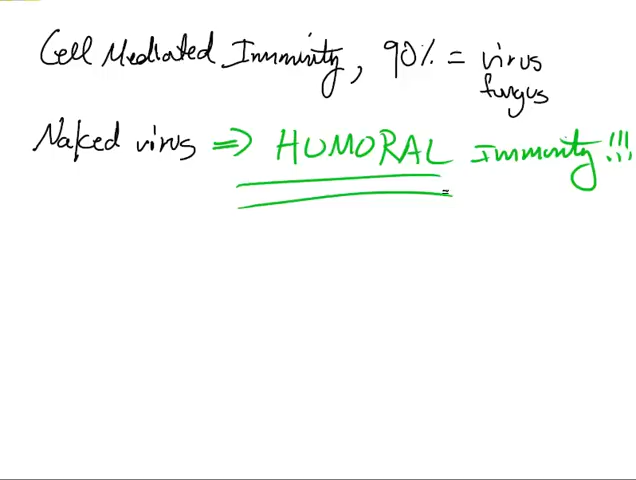 Cell Mediated Immunity, 90% = virus
fungus
Naked virus => HUMORAL Immunity!!!